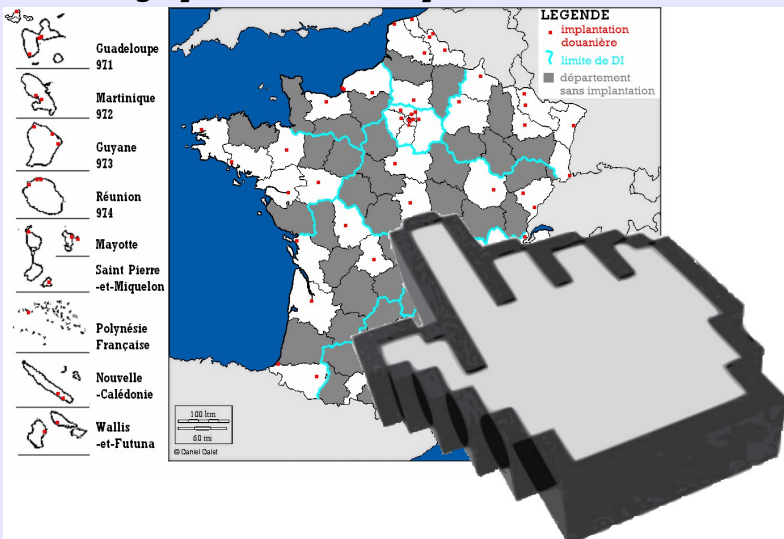 LEGENDE
implantation
douanière
limite de DI
département
sans implantation
Guadeloupe
971
Martinique
972
Guyane
973
Réunion
974
Mayotte
Saint Pierre
-et-Miquelon
Polynésie
Française
Nouvelle
-Calédonie
Wallis
-et-Futuna
100 km
60 mi
© Daniel Dalet